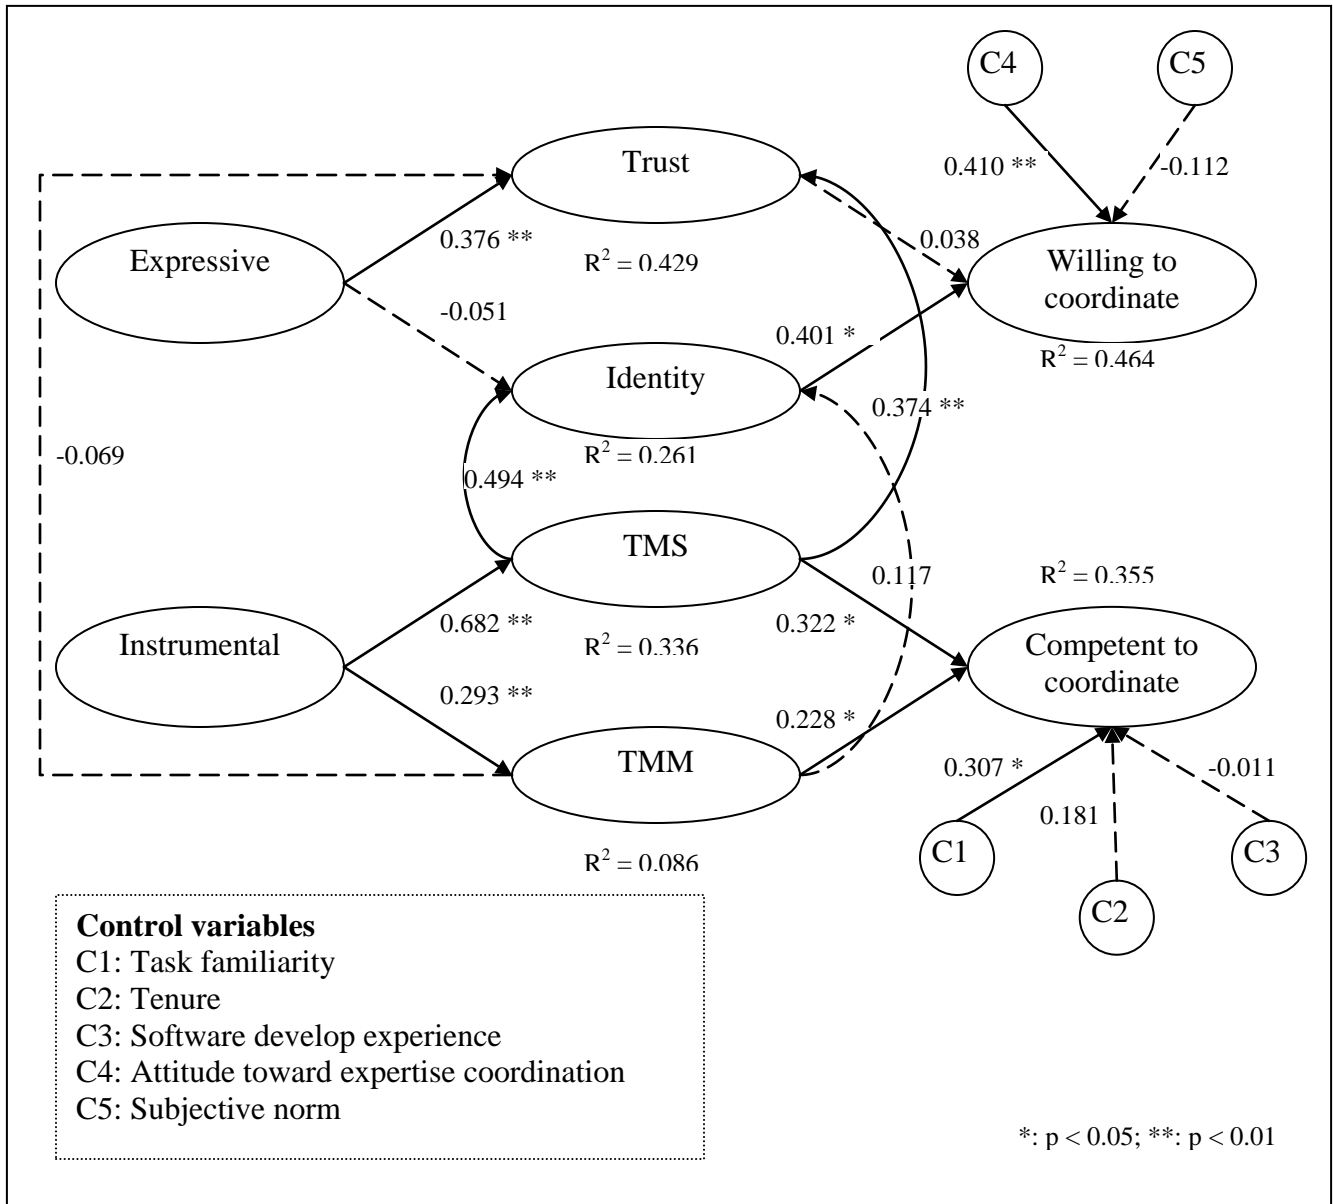 C4
C5
Trust
0.410 **
-0.112
Expressive
0.376 **
R² = 0.429
0.038
Willing to
coordinate
-0.051
0.401 *
R² = 0.464
Identity
0.374 **
-0.069
R² = 0.261
0.494 **
TMS
0.117
R² = 0.355
Instrumental
0.682 **
R² = 0.336
0.322 *
Competent to
coordinate
0.293 **
0.228 *
TMM
0.307 *
-0.011
0.181
R² = 0.086
C1
C3
C2
Control variables
C1: Task familiarity
C2: Tenure
C3: Software develop experience
C4: Attitude toward expertise coordination
C5: Subjective norm
*: p < 0.05; **: p < 0.01